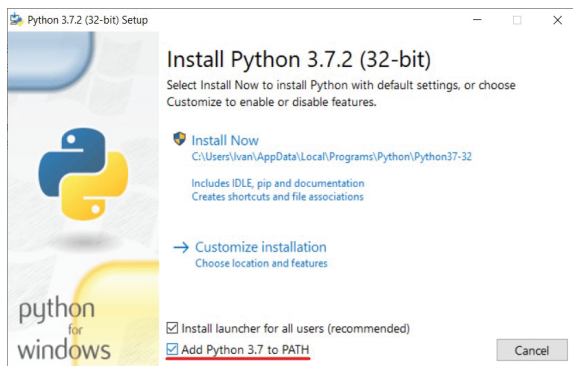 Python 3.7.2 (32-bit) Setup
Install Python 3.7.2 (32-bit)
Select Install Now to install Python with default settings, or choose
Customize to enable or disable features.
Install Now
C:\Users\Ivan\AppData\Local\Programs\Python\Python37-32
Includes IDLE, pip and documentation
Creates shortcuts and file associations
Customize installation
Choose location and features
python
for
windows
Install launcher for all users (recommended)
Add Python 3.7 to PATH
Cancel